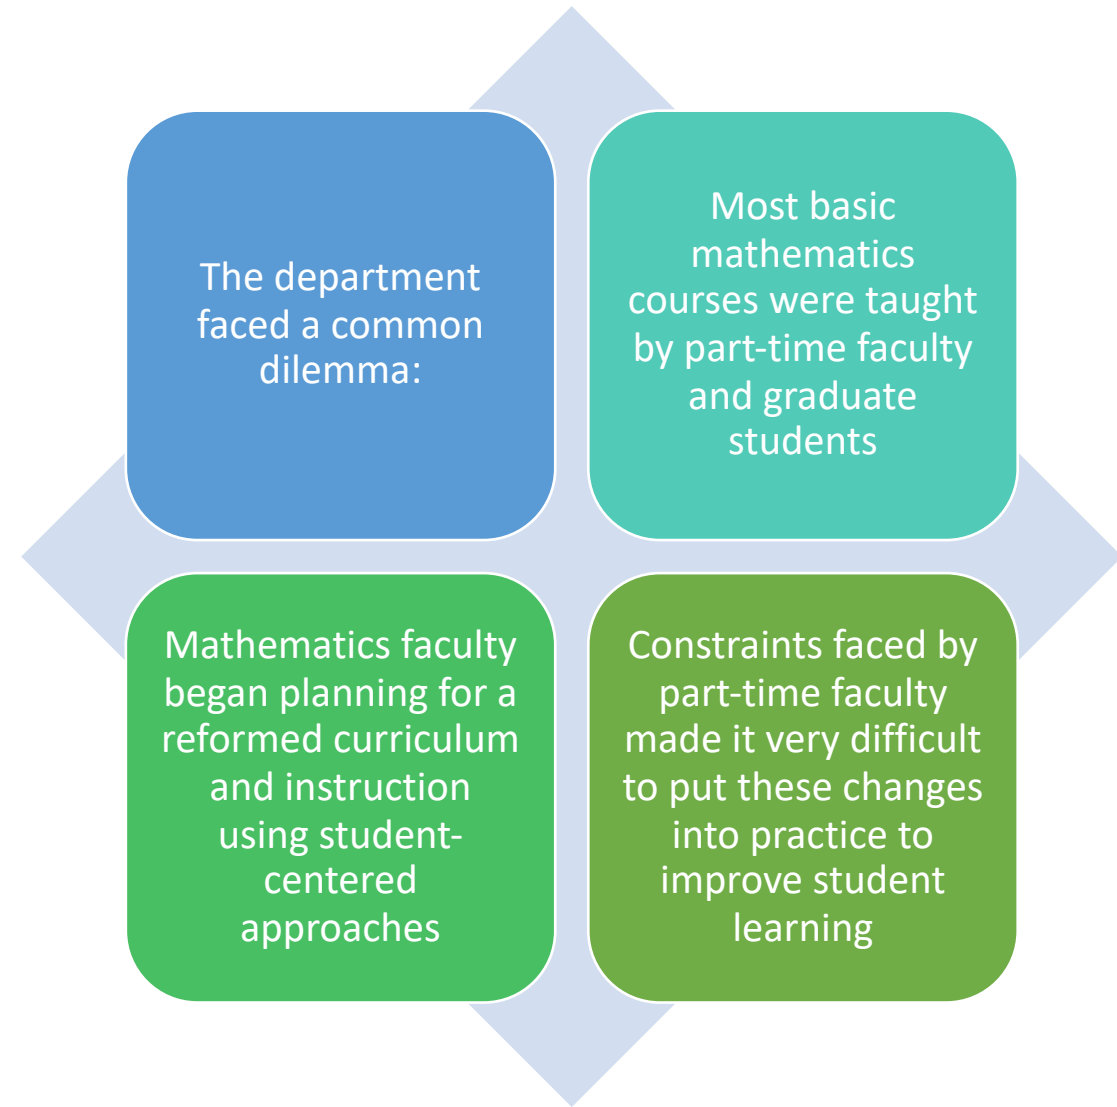 The department
faced a common
dilemma:
Most basic
mathematics
courses were taught
by part-time faculty
and graduate
students
Mathematics faculty
began planning for a
reformed curriculum
and instruction
using student-
centered
approaches
Constraints faced by
part-time faculty
made it very difficult
to put these changes
into practice to
improve student
learning